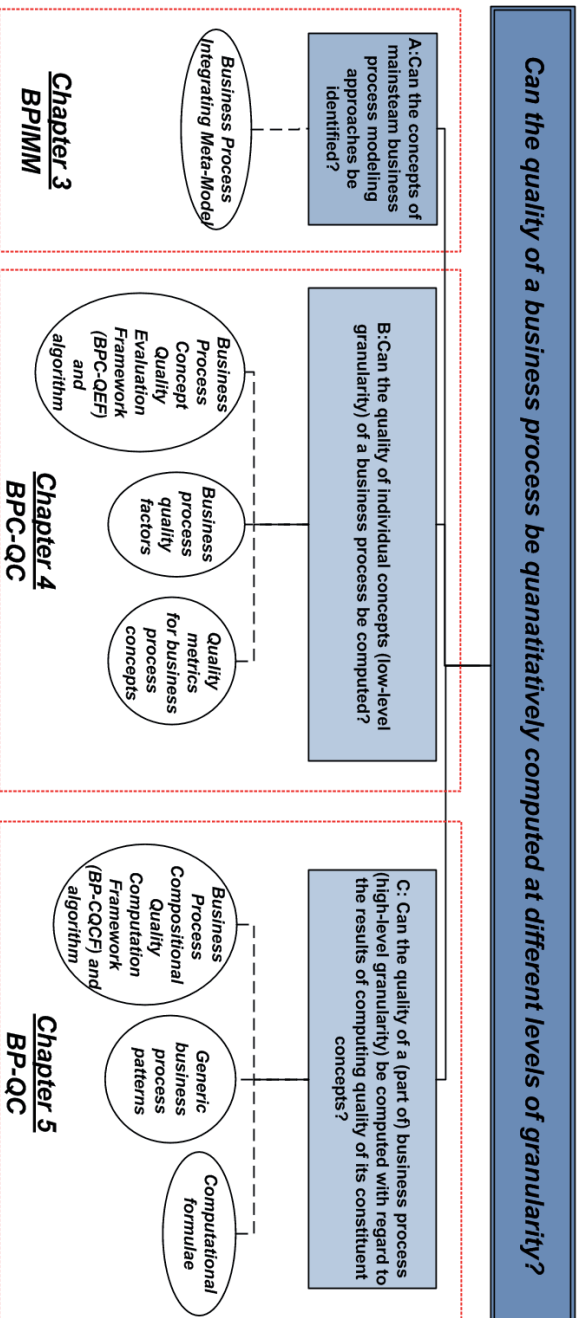 Can the quality of a business process be quanatitatively computed at different levels of granularity?
A:Can the concepts of
mainsteam business
process modeling
approaches be
identified?
Business Process
Integrating Meta-Model
Chapter 3
BPIMM
B:Can the quality of individual concepts (low-level
granularity) of a business process be computed?
Business
Process
Concept
Quality
Evaluation
Framework
(BPC-QEF)
and
algorithm
Business
process
quality
factors
Quality
metrics
for business
process
concepts
Chapter 4
BPC-QC
C: Can the quality of a (part of) business process
(high-level granularity) be computed with regard to
the results of computing quality of its constituent
concepts?
Business
Process
Compositional
Quality
Computation
Framework
(BP-CQCF) and
algorithm
Generic
business
process
patterns
Computational
formulae
Chapter 5
BP-QC